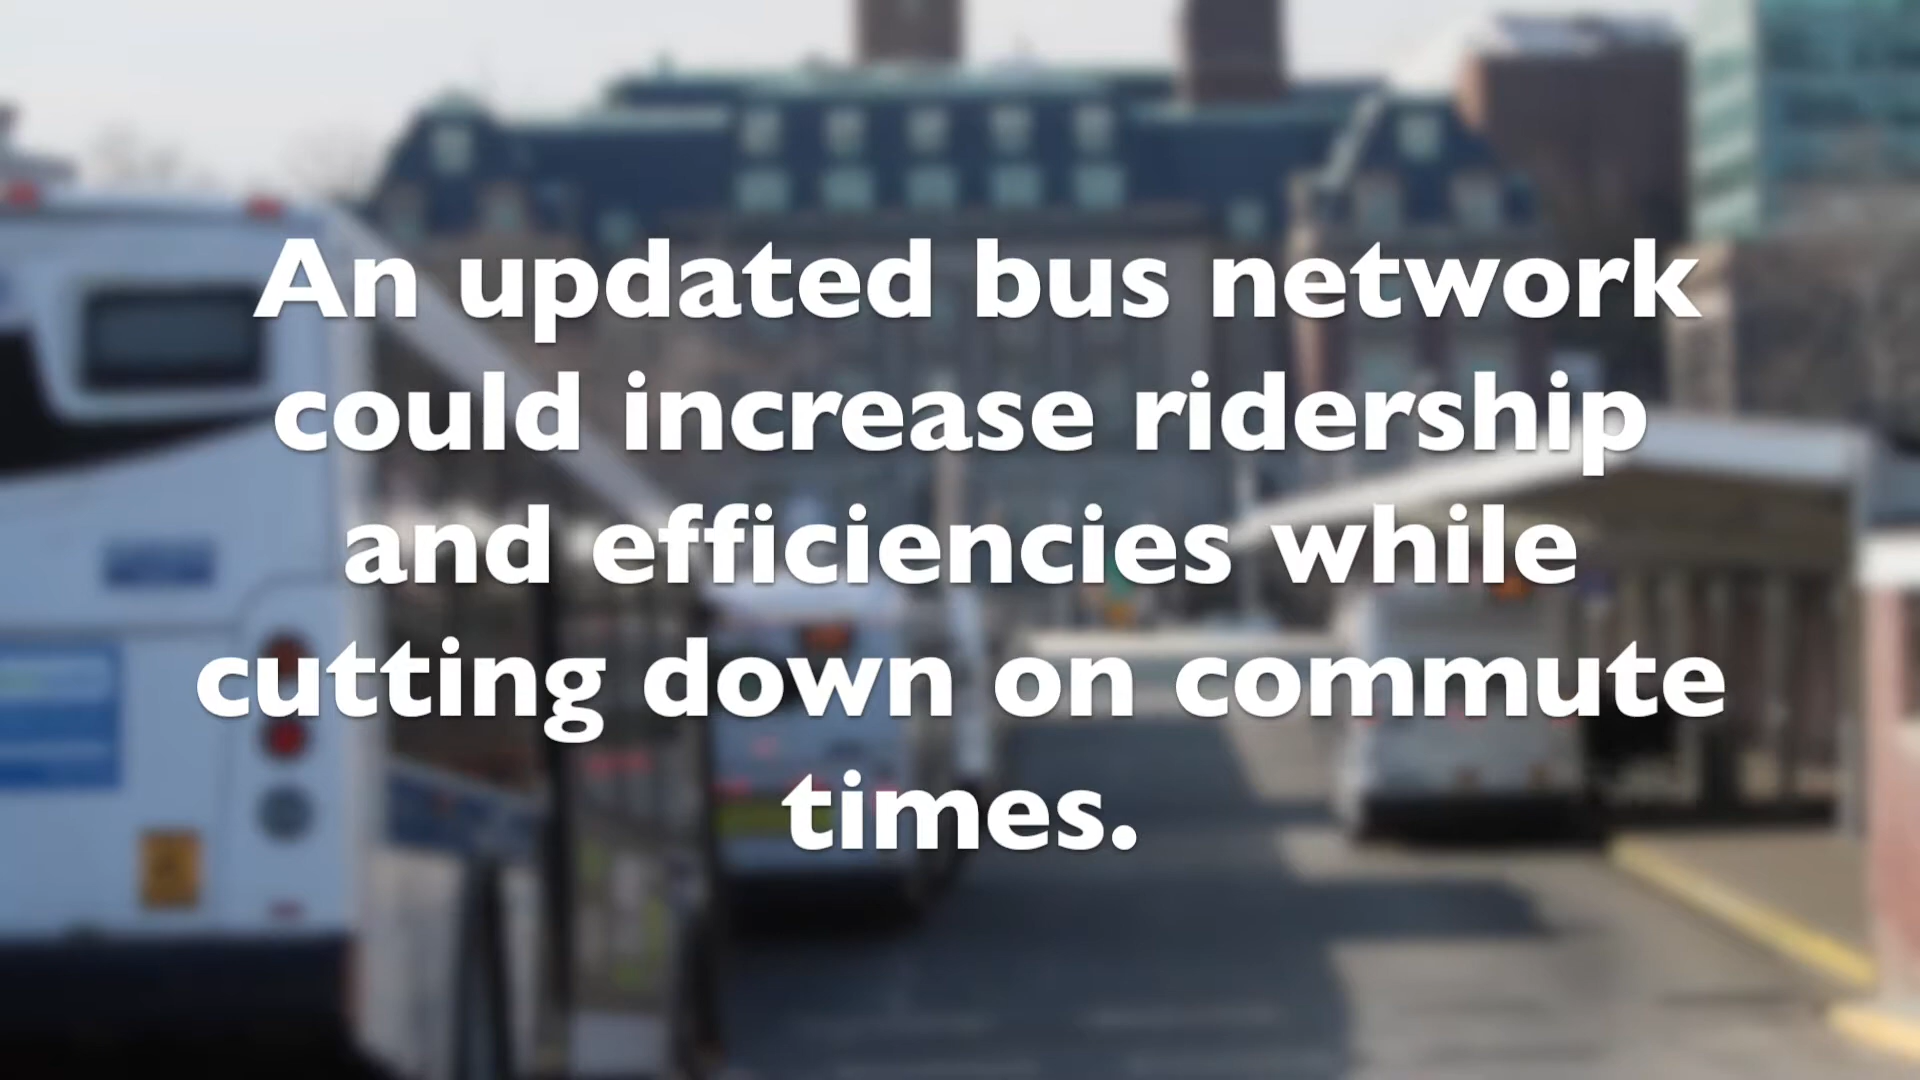 An updated bus network
could increase ridership
and efficiencies while
cutting down on commute
times.